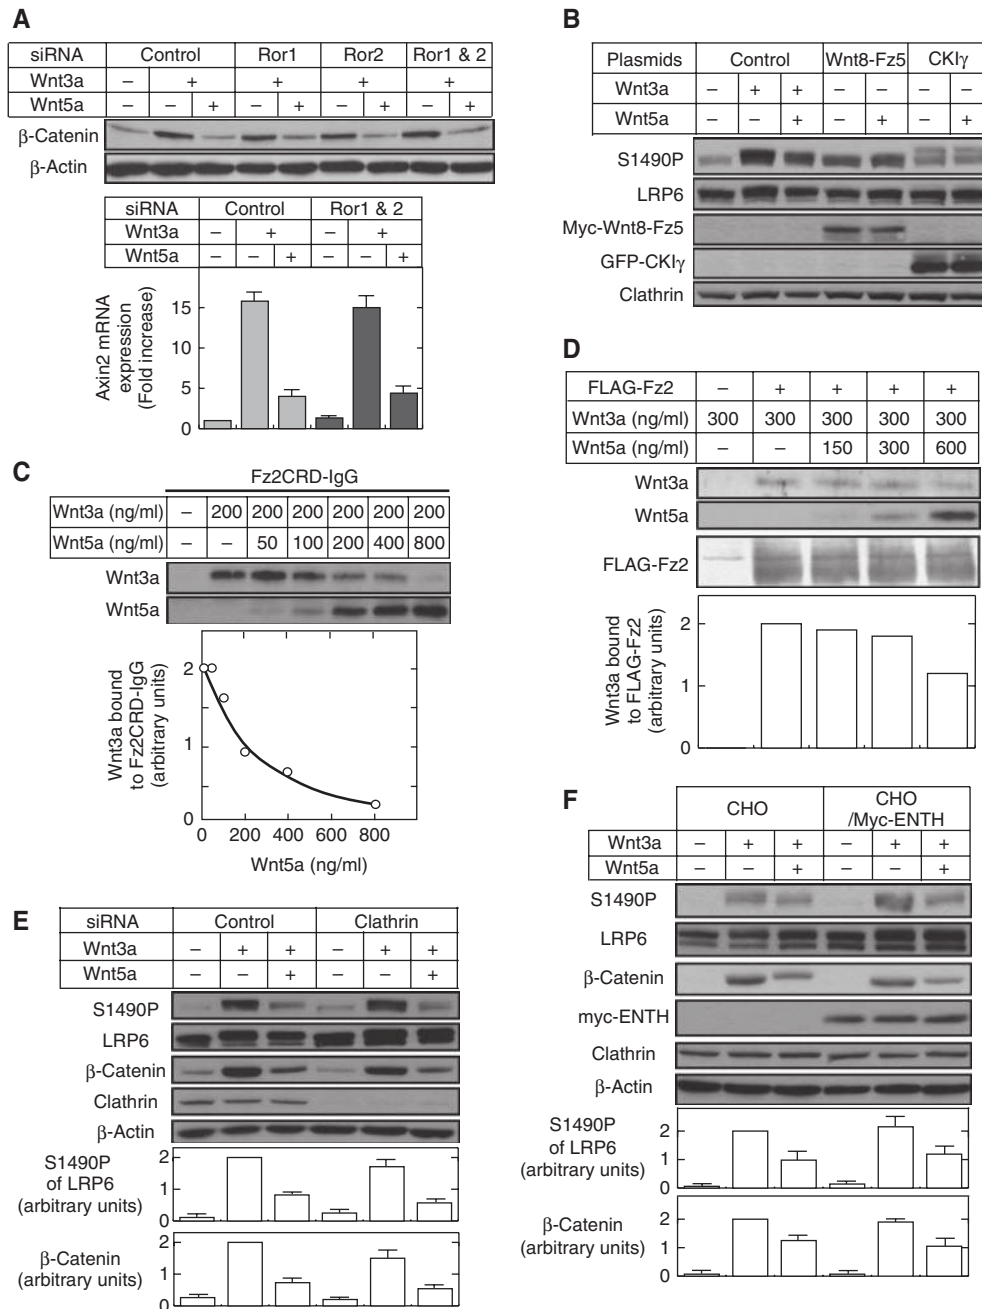 A
siRNA Control Ror1 Ror2 Ror1 & 2
Wnt3a – + + + +
Wnt5a – – + – + – + – +
β-Catenin
β-Actin
siRNA Control Ror1 & 2
Wnt3a – + – +
Wnt5a – – + – – +
Axin2 mRNA
expression
(Fold increase)
15
10
5
0
B
Plasmids Control Wnt8-Fz5 CKIγ
Wnt3a – + + – – – –
Wnt5a – – + – + – +
S1490P
LRP6
Myc-Wnt8-Fz5
GFP-CKIγ
Clathrin
C
Fz2CRD-IgG
Wnt3a (ng/ml) – 200 200 200 200 200 200
Wnt5a (ng/ml) – – 50 100 200 400 800
Wnt3a
Wnt5a
Wnt3a bound
to Fz2CRD-IgG
(arbitrary units)
2
1
0
0 200 400 600 800
Wnt5a (ng/ml)
D
FLAG-Fz2 – + + + +
Wnt3a (ng/ml) 300 300 300 300 300
Wnt5a (ng/ml) – – 150 300 600
Wnt3a
Wnt5a
FLAG-Fz2
Wnt3a bound
to FLAG-Fz2
(arbitrary units)
2
1
0
E
siRNA Control Clathrin
Wnt3a – + + – + +
Wnt5a – – + – – +
S1490P
LRP6
β-Catenin
Clathrin
β-Actin
S1490P
of LRP6
(arbitrary units)
2
1
0
β-Catenin
(arbitrary units)
2
1
0
F
CHO CHO
/Myc-ENTH
Wnt3a – + + – + +
Wnt5a – – + – – +
S1490P
LRP6
β-Catenin
myc-ENTH
Clathrin
β-Actin
S1490P
of LRP6
(arbitrary units)
2
1
0
β-Catenin
(arbitrary units)
2
1
0